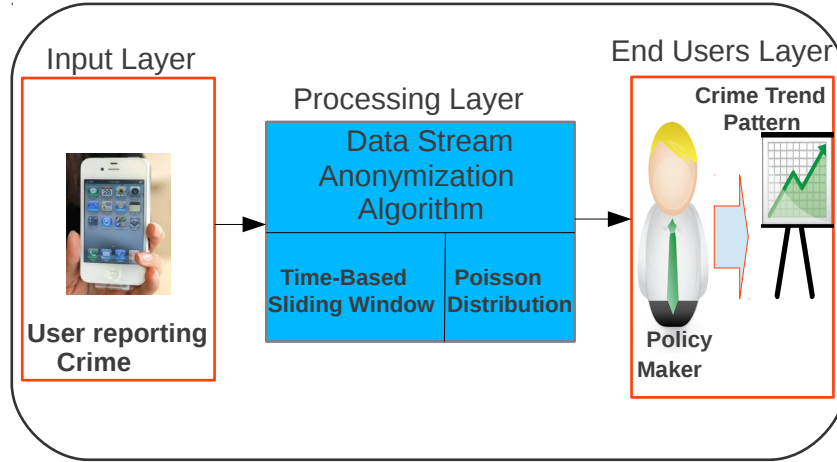 Input Layer
User reporting
Crime
Processing Layer
Data Stream
Anonymization
Algorithm
Time-Based
Sliding Window
Poisson
Distribution
End Users Layer
Crime Trend
Pattern
Policy
Maker